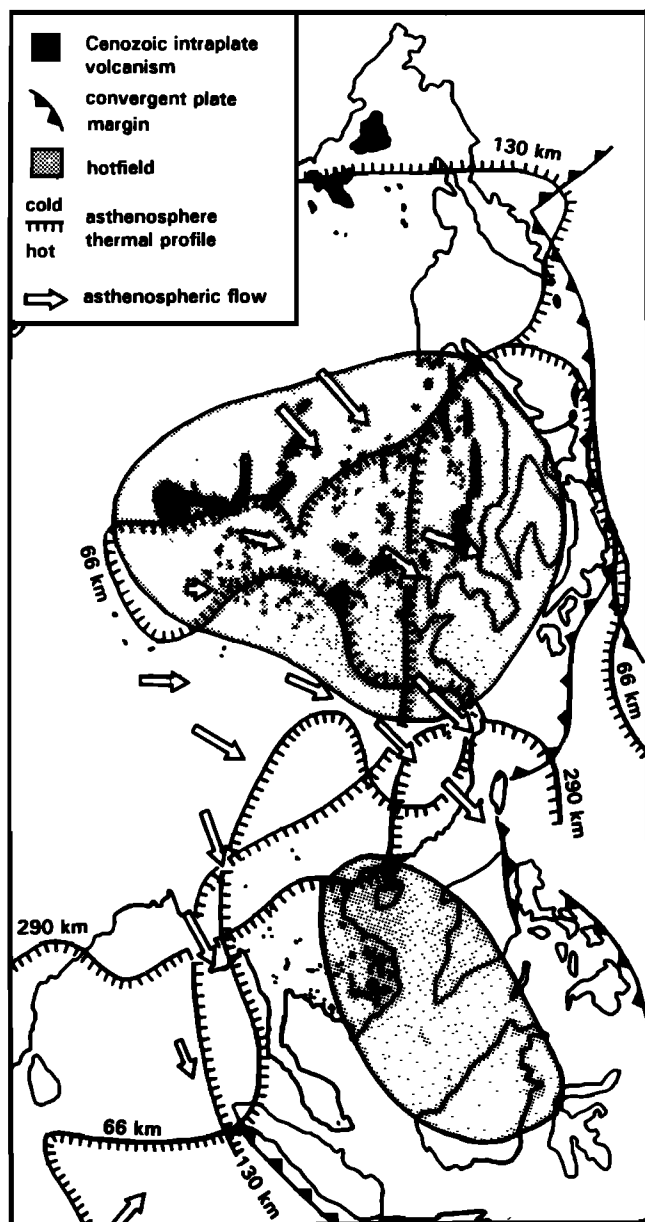 Cenozoic intraplate
volcanism
convergent plate
margin
hotfield
cold
hot
asthenosphere
thermal profile
asthenospheric flow
130 km
66 km
66 km
290 km
290 km
66 km
130 km